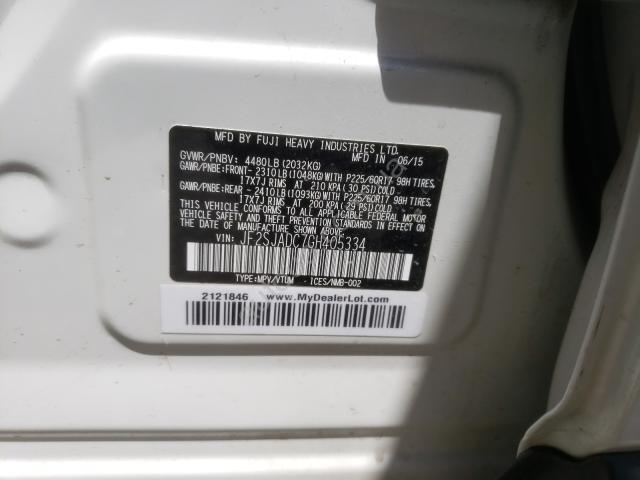 MFD BY FUJI HEAVY INDUSTRIES LTD.
GVWR/PNBV: 4480LB (2032KG) MFD IN 06/15
GAWR/PNBE:FRONT- 2310LB (1048KG) WITH P225/60R17 98H TIRES,
17X7J RIMS AT 210 KPA (30 PSI) COLD
GAWR/PNBE:REAR -2410LB (1093KG) WITH P225/60R17 98H TIRES,
17X7J RIMS AT 200 KPA (29 PSI) COLD
THIS VEHICLE CONFORMS TO ALL APPLICABLE FEDERAL MOTOR
VEHICLE SAFETY, BUMPER, AND THEFT PREVENTION STANDARDS
IN EFFECT ON THE DATE OF MANUFACTURE SHOWN ABOVE.
VIN: JF2SJADC7GH405334
TYPE:MPV/VTUM ICES/NMB-002
2121846 www.MyDealerLot.com